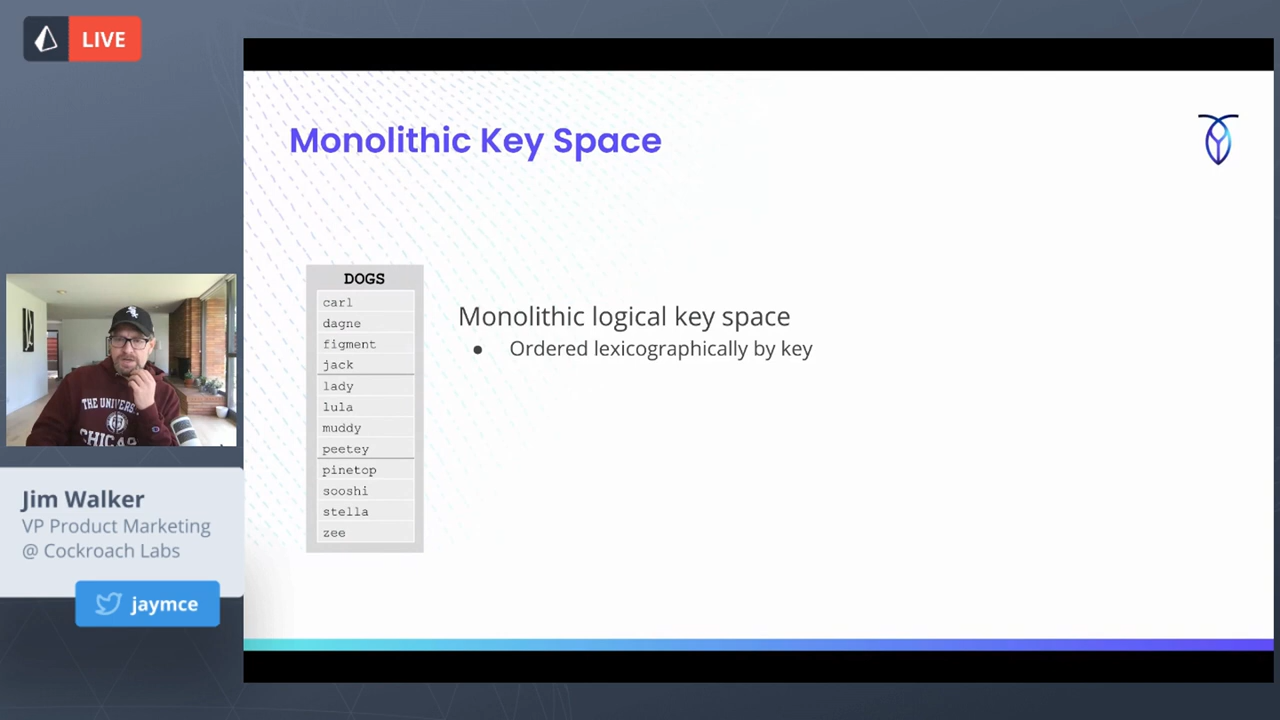 LIVE
Monolithic Key Space
DOGS
carl
dagne
figment
jack
lady
lula
muddy
peetey
pinetop
sooshi
stella
zee
Monolithic logical key space
● Ordered lexicographically by key
THE UNIVERS
CHICAG
Jim Walker
VP Product Marketing
@ Cockroach Labs
jaymce